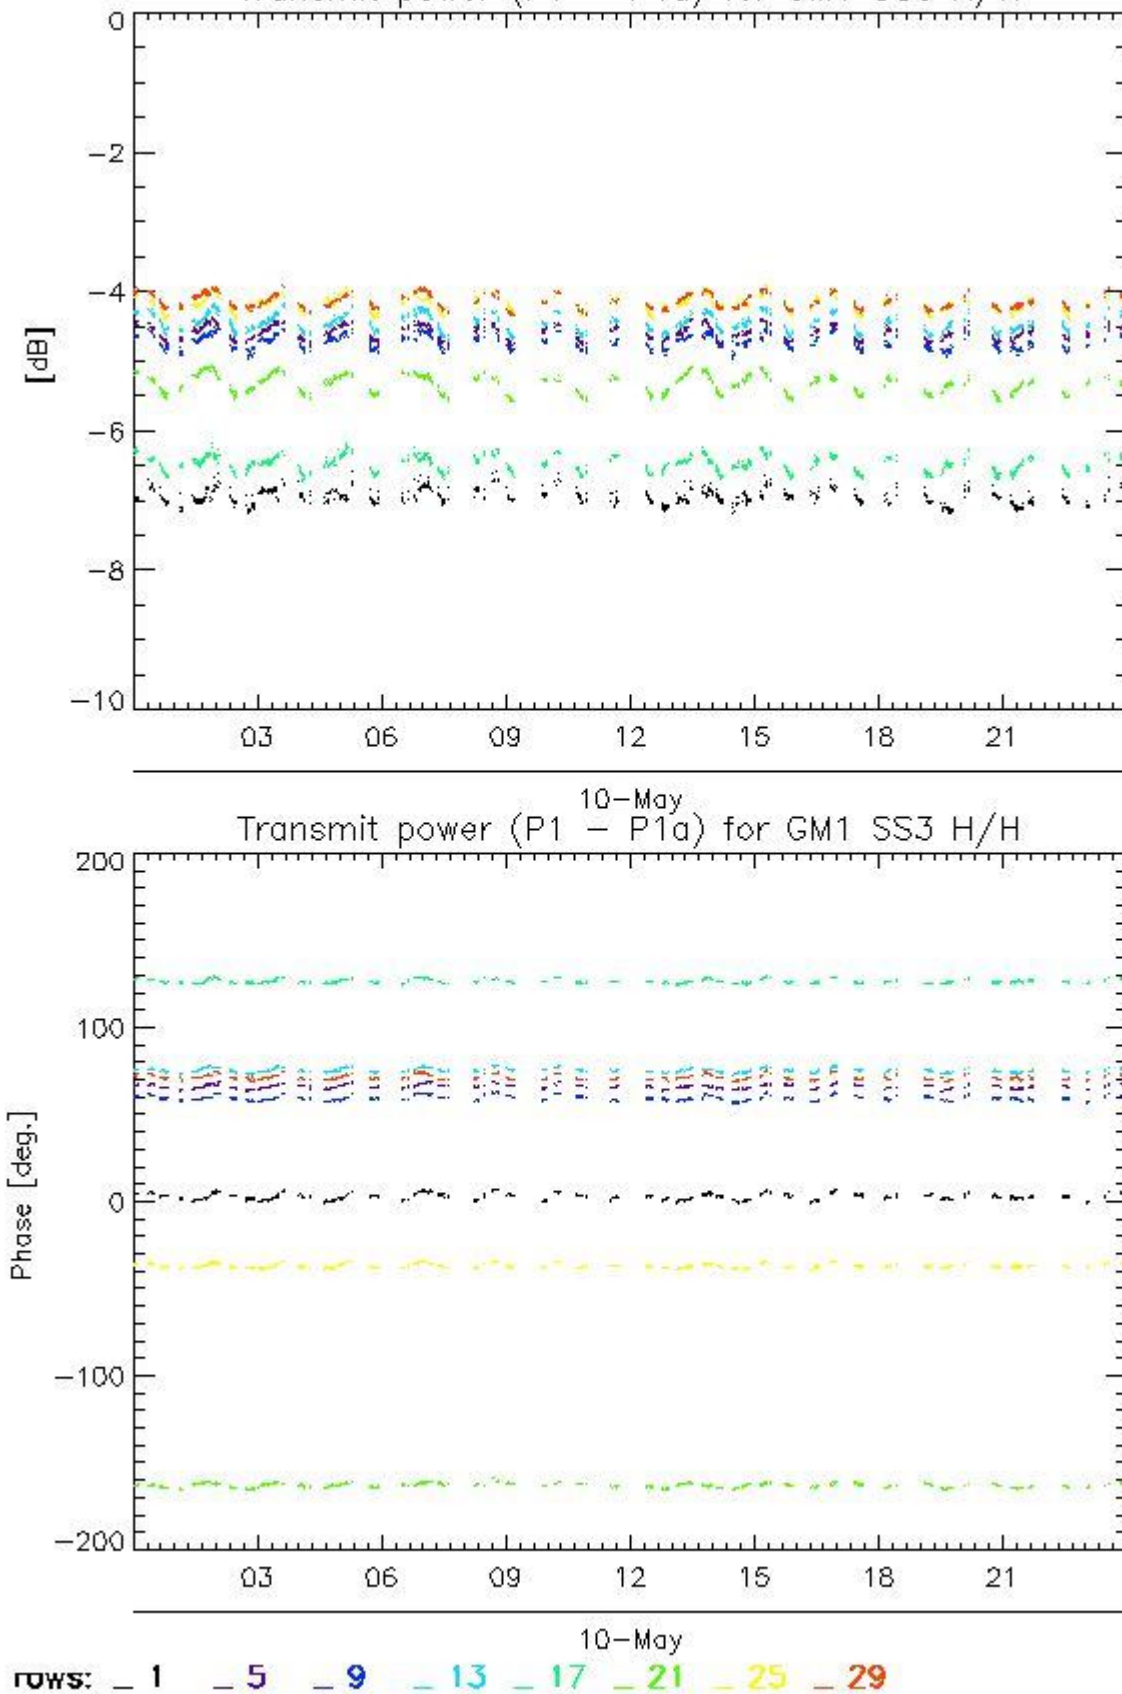 0
-2
-4
[dB]
-6
-8
-10
03 06 09 12 15 18 21
10-May
Transmit power (P1 - P1a) for GM1 SS3 H/H
200
100
Phase [deg.]
0
-100
-200
03 06 09 12 15 18 21
10-May
rows: _ 1 _ 5 _ 9 _ 13 _ 17 _ 21 _ 25 _ 29